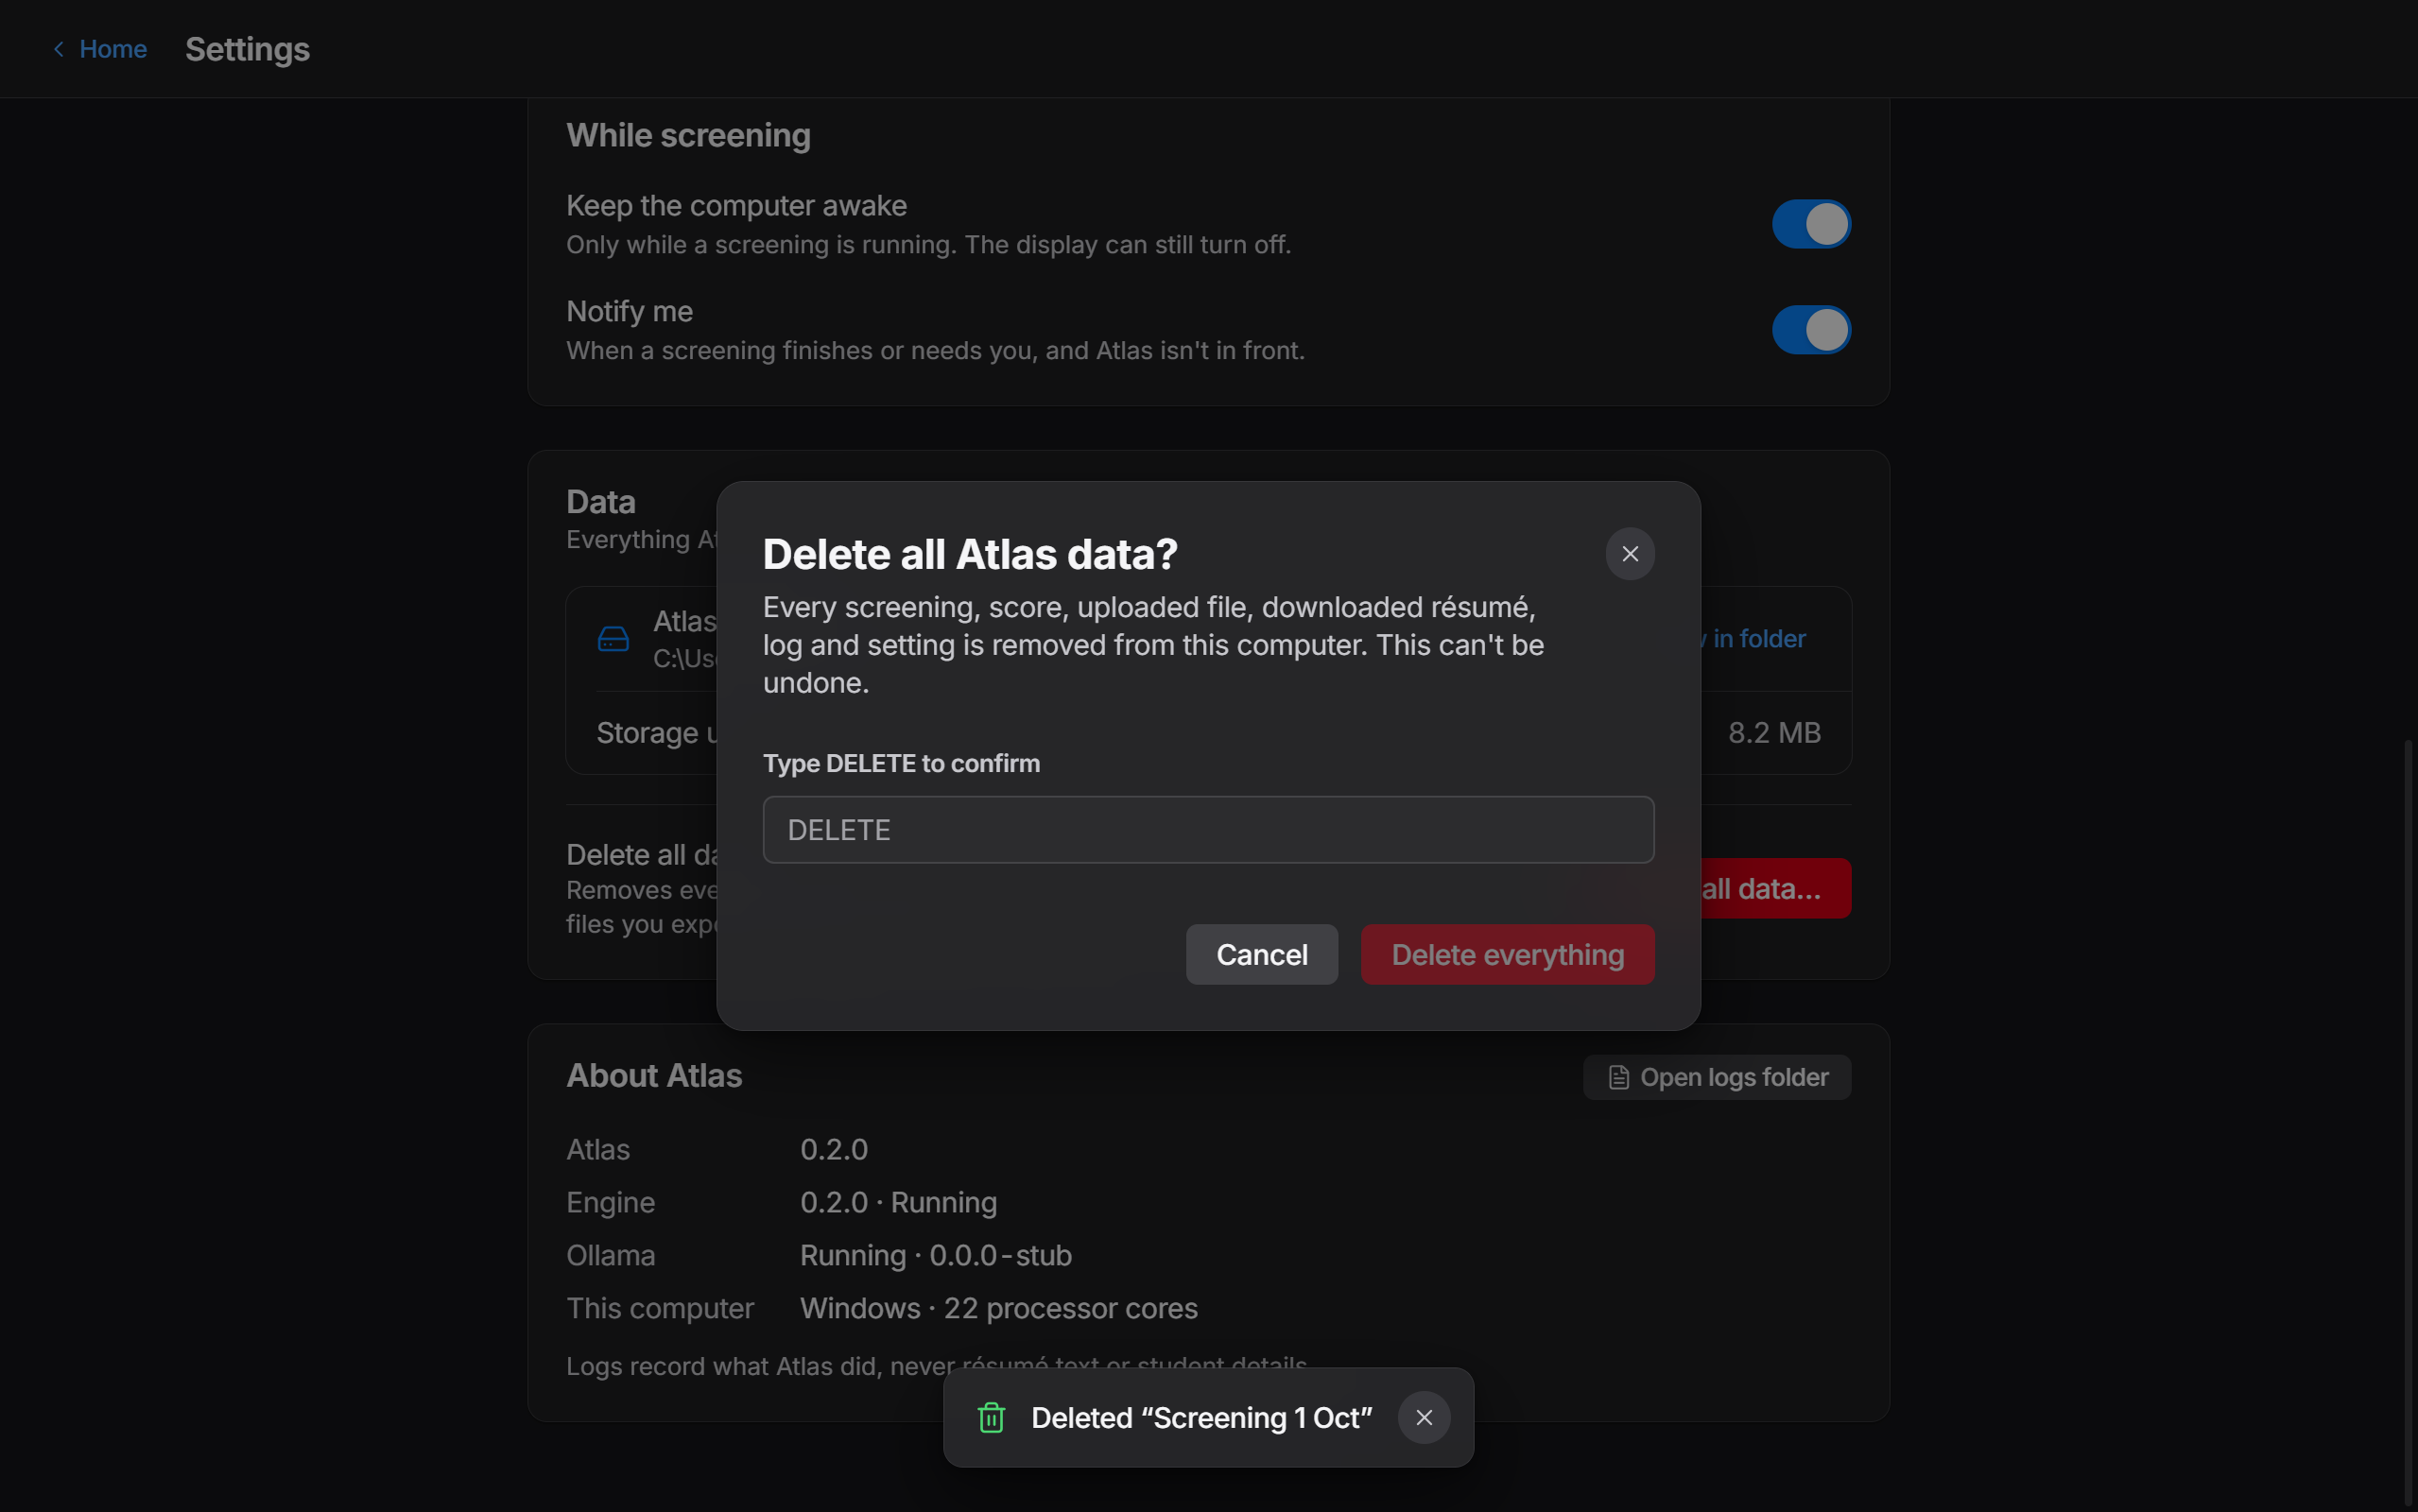 Home
Settings
While screening
Keep the computer awake
Only while a screening is running. The display can still turn off.
Notify me
When a screening finishes or needs you, and Atlas isn't in front.
Data
Everything
Atlas
C:\Us
in folder
Storage
8.2 MB
Delete all
Removes
files you
all data...
Delete all Atlas data?
Every screening, score, uploaded file, downloaded résumé,
log and setting is removed from this computer. This can't be
undone.
Type DELETE to confirm
DELETE
Cancel
Delete everything
About Atlas
Open logs folder
Atlas 0.2.0
Engine 0.2.0 · Running
Ollama Running · 0.0.0-stub
This computer Windows · 22 processor cores
Logs record what Atlas did, never résumé text or student details
Deleted “Screening 1 Oct”